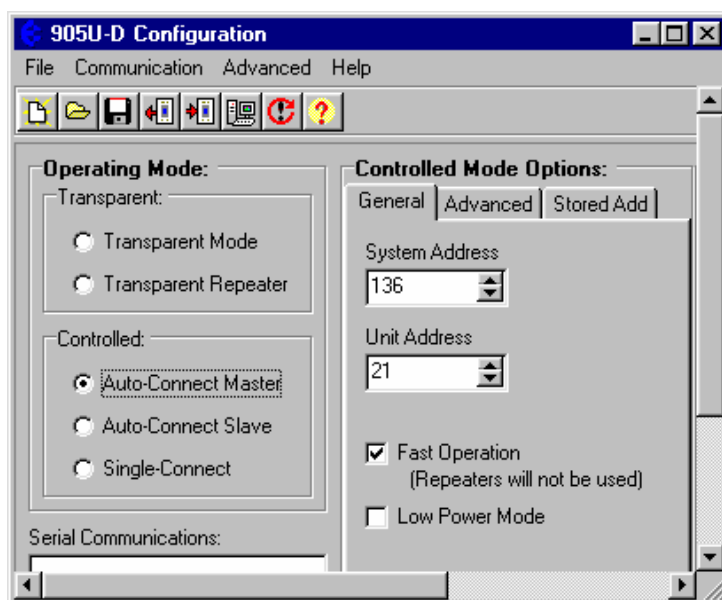 905U-D Configuration
File Communication Advanced Help
Operating Mode:
Transparent:
Transparent Mode
Transparent Repeater
Controlled:
Auto-Connect Master
Auto-Connect Slave
Single-Connect
Serial Communications:
Controlled Mode Options:
General Advanced Stored Add
System Address
136
Unit Address
21
Fast Operation
(Repeaters will not be used)
Low Power Mode